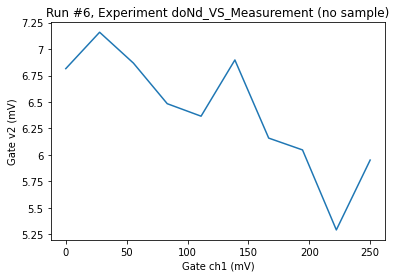 Run #6, Experiment doNd_VS_Measurement (no sample)
7.25
7
6.75
6.5
6.25
6
5.75
5.5
5.25
Gate v2 (mV)
0 50 100 150 200 250
Gate ch1 (mV)